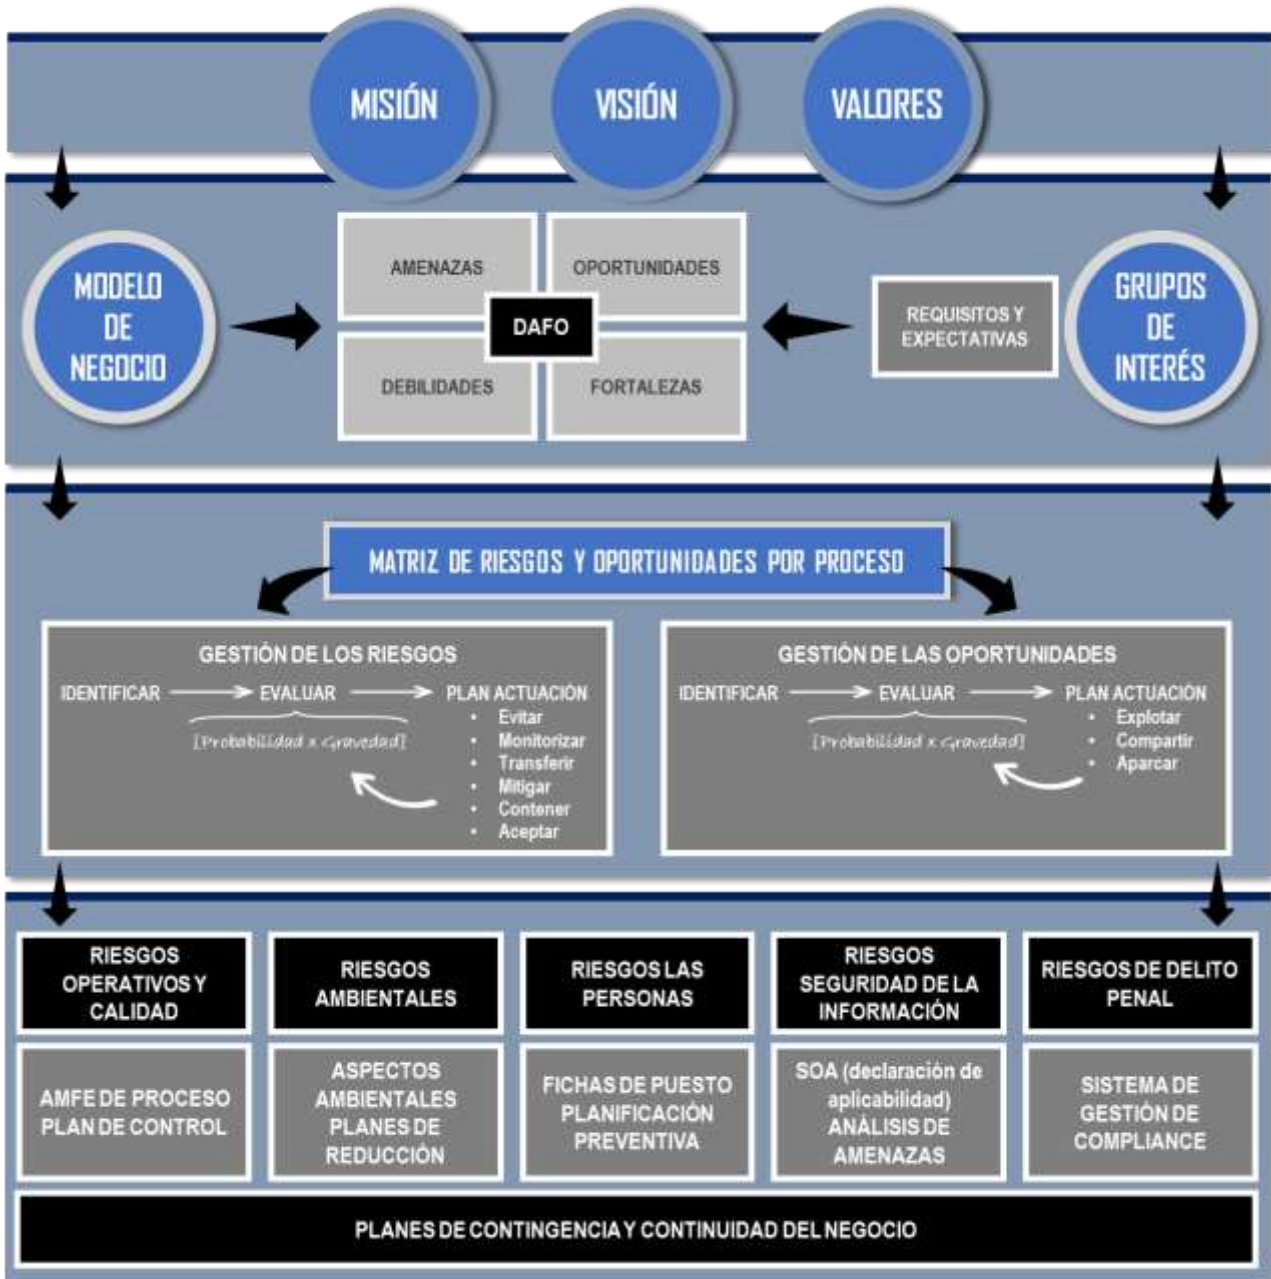 MISIÓN
VISIÓN
VALORES
MODELO
DE
NEGOCIO
AMENAZAS
OPORTUNIDADES
DAFO
DEBILIDADES
FORTALEZAS
REQUISITOS Y
EXPECTATIVAS
GRUPOS
DE
INTERÉS
MATRIZ DE RIESGOS Y OPORTUNIDADES POR PROCESO
GESTIÓN DE LOS RIESGOS
IDENTIFICAR
EVALUAR
PLAN ACTUACIÓN
[Probabilidad x Gravedad]
• Evitar
• Monitorizar
• Transferir
• Mitigar
• Contener
• Aceptar
GESTIÓN DE LAS OPORTUNIDADES
IDENTIFICAR
EVALUAR
PLAN ACTUACIÓN
[Probabilidad x Gravedad]
• Explotar
• Compartir
• Aparcar
RIESGOS
OPERATIVOS Y
CALIDAD
RIESGOS
AMBIENTALES
RIESGOS LAS
PERSONAS
RIESGOS
SEGURIDAD DE LA
INFORMACIÓN
RIESGOS DE DELITO
PENAL
AMFE DE PROCESO
PLAN DE CONTROL
ASPECTOS
AMBIENTALES
PLANES DE
REDUCCIÓN
FICHAS DE PUESTO
PLANIFICACIÓN
PREVENTIVA
SOA (declaración de
aplicabilidad)
ANÁLISIS DE
AMENAZAS
SISTEMA DE
GESTIÓN DE
COMPLIANCE
PLANES DE CONTINGENCIA Y CONTINUIDAD DEL NEGOCIO